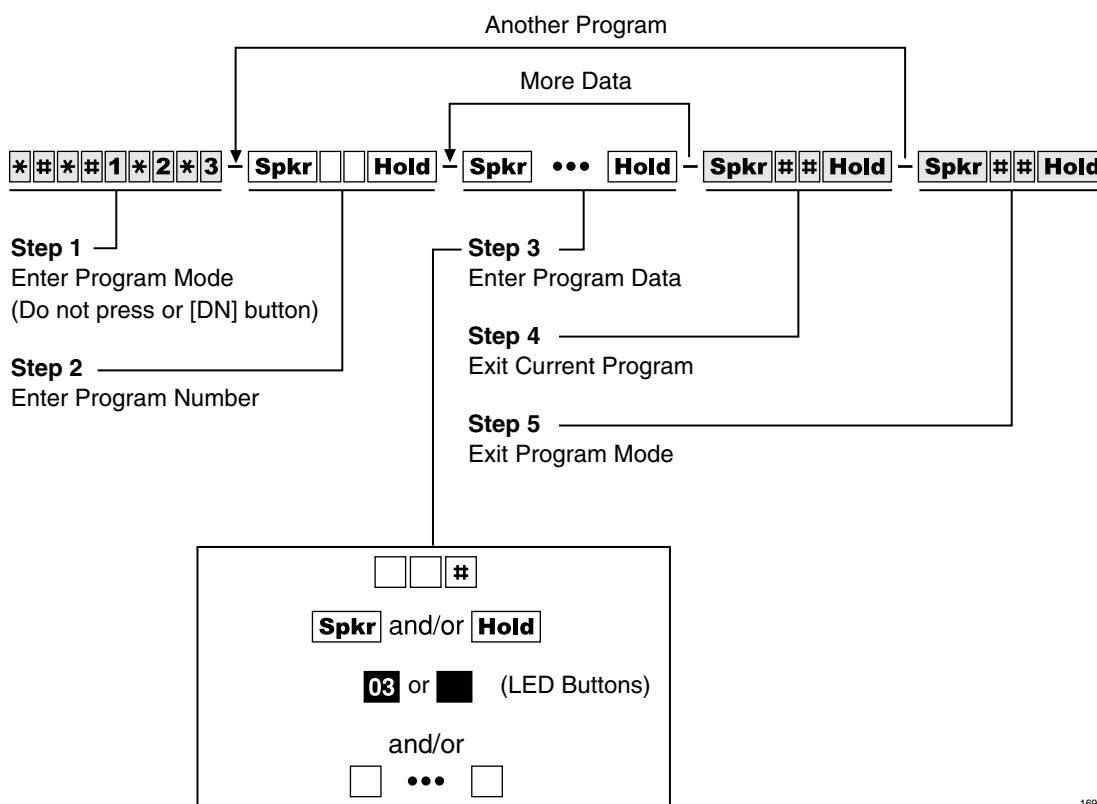 Another Program
More Data
*#*#1*2*3 – Spkr Hold – Spkr ••• Hold – Spkr ## Hold – Spkr ## Hold
Step 1
Enter Program Mode
(Do not press or [DN] button)
Step 2
Enter Program Number
Step 3
Enter Program Data
Step 4
Exit Current Program
Step 5
Exit Program Mode
#
Spkr and/or Hold
03 or (LED Buttons)
and/or
•••
169